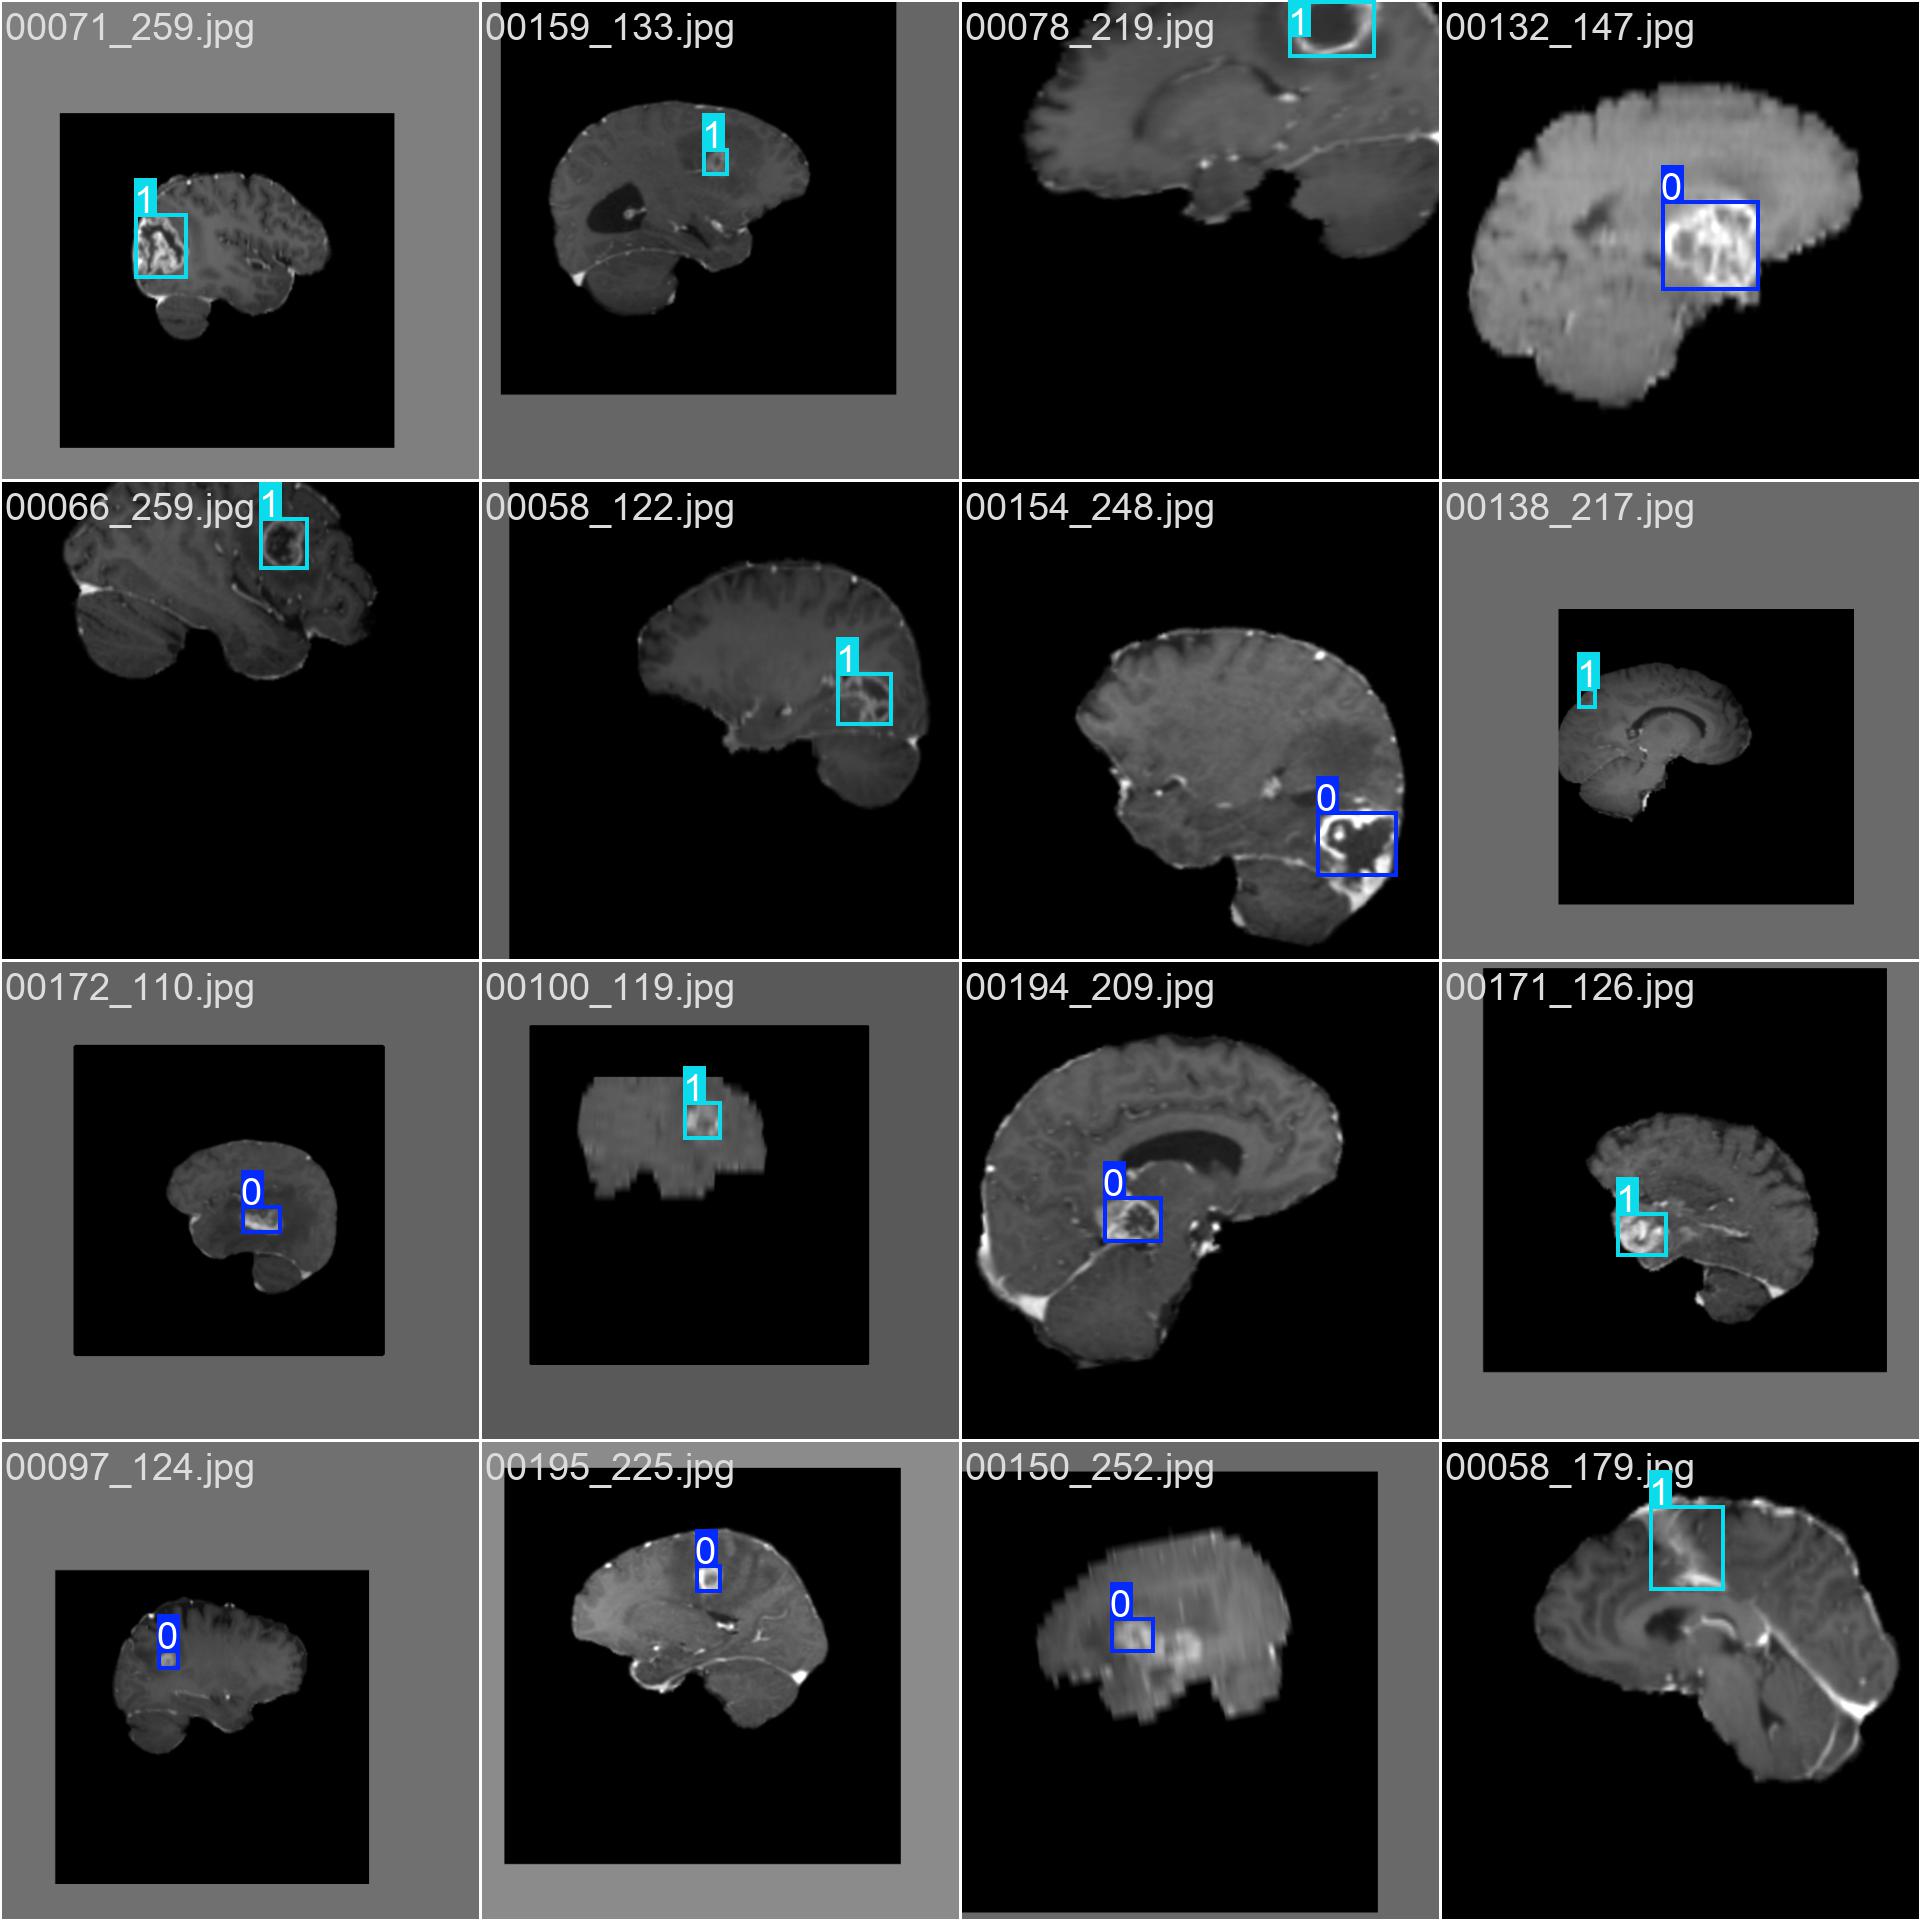 00071_259.jpg
00159_133.jpg
00078_219.jpg
00132_147.jpg
1
1
1
0
00066_259.jpg
00058_122.jpg
00154_248.jpg
00138_217.jpg
1
1
0
1
00172_110.jpg
00100_119.jpg
00194_209.jpg
00171_126.jpg
0
1
0
1
00097_124.jpg
00195_225.jpg
00150_252.jpg
00058_179.jpg
0
0
0
1